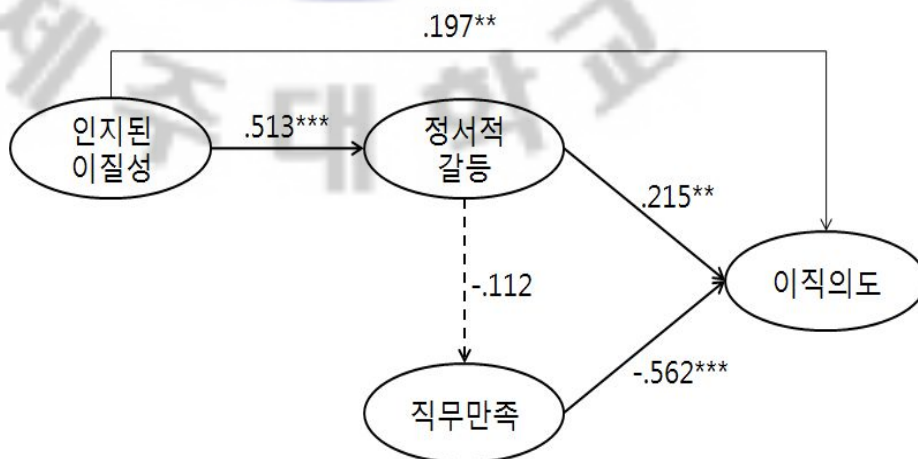 .197**
인지된
이질성
.513***
정서적
갈등
.215**
-.112
이직의도
-.562***
직무만족